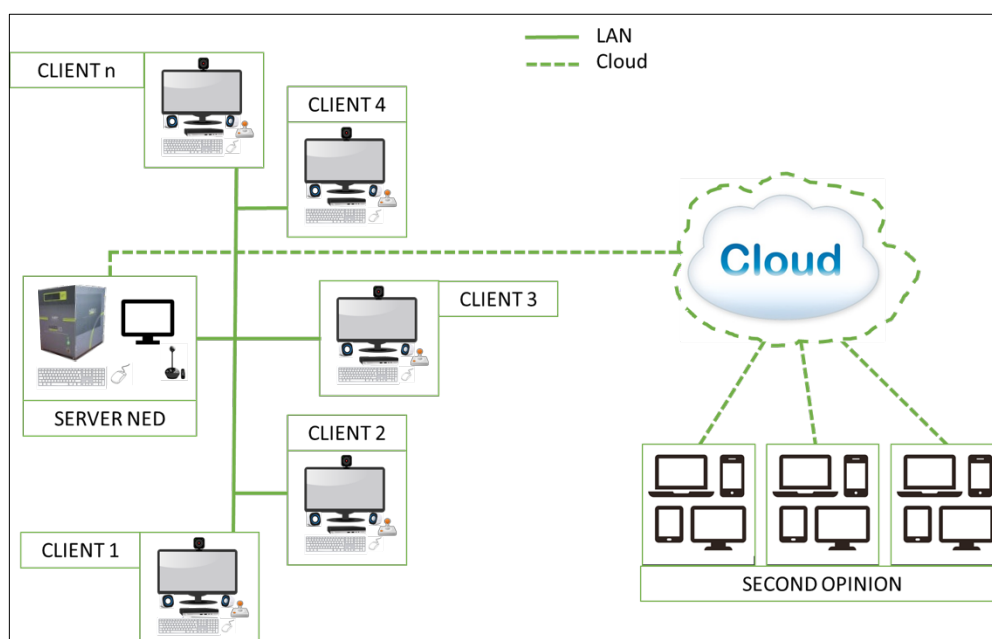 LAN
Cloud
CLIENT n
CLIENT 4
Cloud
CLIENT 3
SERVER NED
CLIENT 2
CLIENT 1
SECOND OPINION